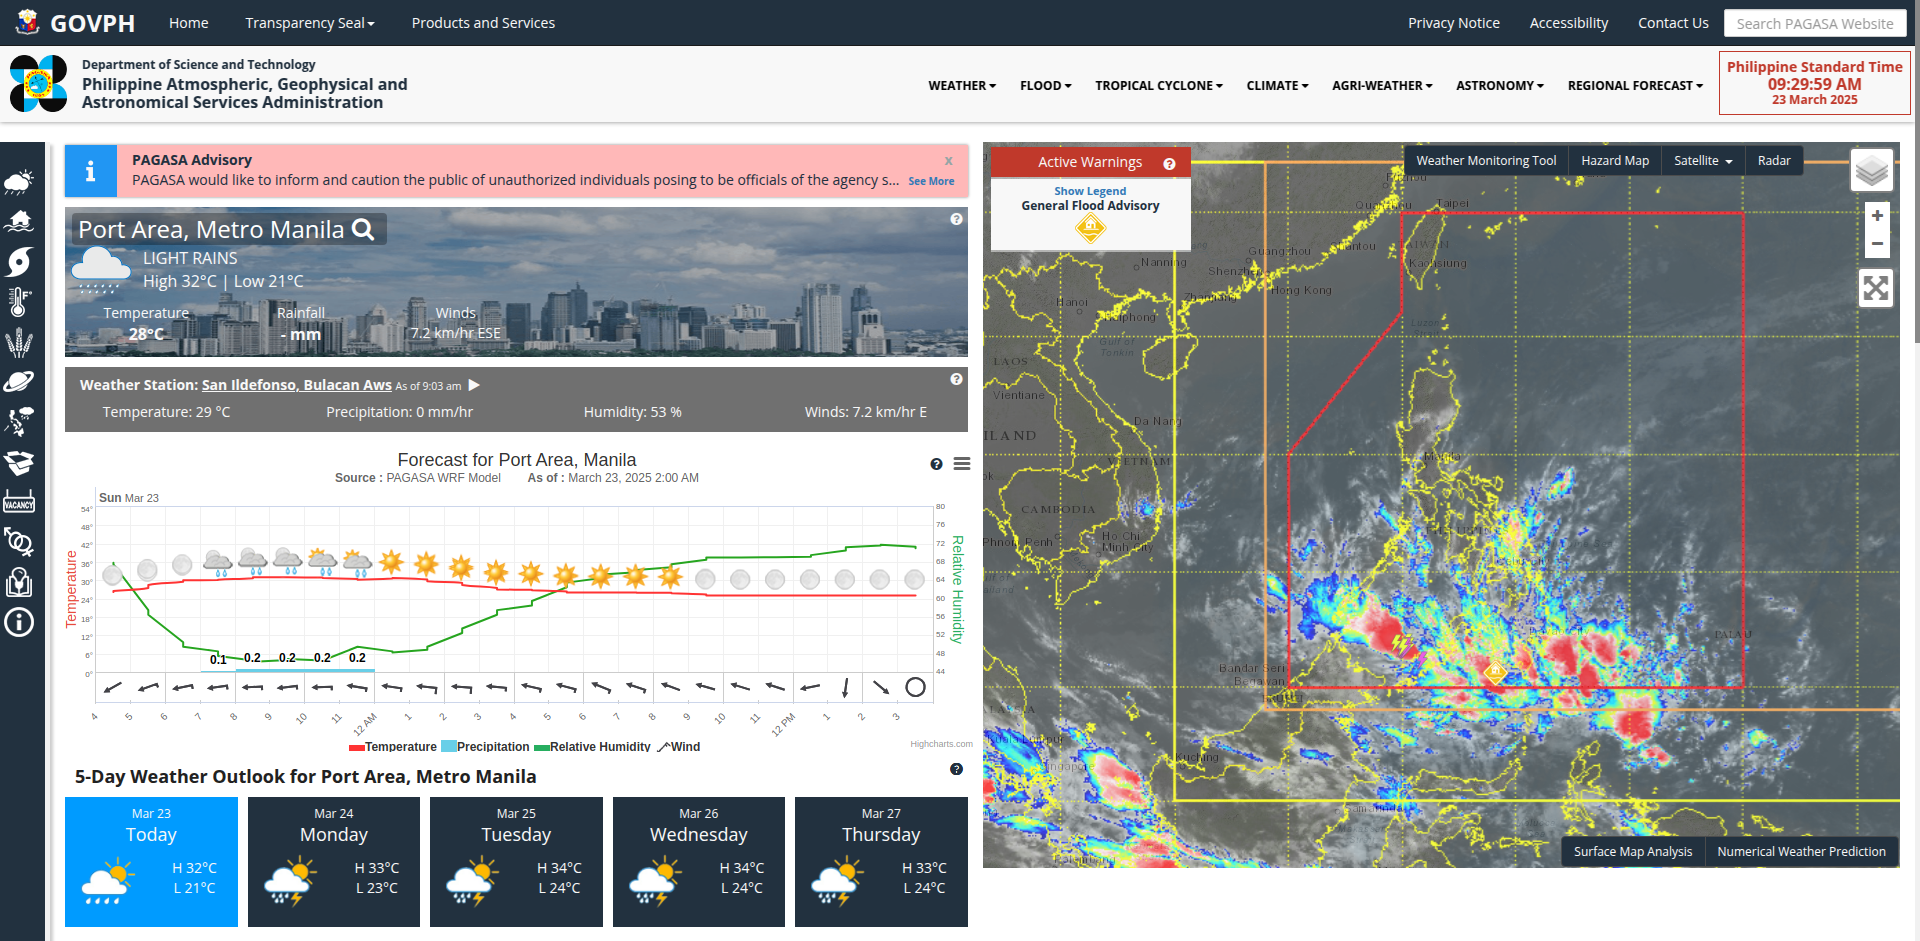 GOVPH
Home
Transparency Seal
Products and Services
Privacy Notice
Accessibility
Contact Us
Search PAGASA Website
Department of Science and Technology
Philippine Atmospheric, Geophysical and
Astronomical Services Administration
WEATHER
FLOOD
TROPICAL CYCLONE
CLIMATE
AGRI-WEATHER
ASTRONOMY
REGIONAL FORECAST
Philippine Standard Time
09:29:59 AM
23 March 2025
VACANCY
PAGASA Advisory
x
PAGASA would like to inform and caution the public of unauthorized individuals posing to be officials of the agency s...
See More
Port Area, Metro Manila
LIGHT RAINS
High 32°C | Low 21°C
Temperature
28°C
Rainfall
- mm
Winds
7.2 km/hr ESE
Weather Station: San Ildefonso, Bulacan Aws As of 9:03 am
Temperature: 29 °C
Precipitation: 0 mm/hr
Humidity: 53 %
Winds: 7.2 km/hr E
Forecast for Port Area, Manila
Source : PAGASA WRF Model
As of : March 23, 2025 2:00 AM
Sun Mar 23
54°
48°
42°
36°
30°
24°
18°
12°
6°
0°
Temperature
80
76
72
68
64
60
56
52
48
44
Relative Humidity
0.1
0.2
0.2
0.2
0.2
4
5
6
7
8
9
10
11
12 AM
1
2
3
4
5
6
7
8
9
10
11
12 PM
1
2
3
Temperature
Precipitation
Relative Humidity
Wind
Highcharts.com
5-Day Weather Outlook for Port Area, Metro Manila
Mar 23
Today
H 32°C
L 21°C
Mar 24
Monday
H 33°C
L 23°C
Mar 25
Tuesday
H 34°C
L 24°C
Mar 26
Wednesday
H 34°C
L 24°C
Mar 27
Thursday
H 33°C
L 24°C
Active Warnings
Show Legend
General Flood Advisory
Weather Monitoring Tool
Hazard Map
Satellite
Radar
+
−
Taipei
Guangzhou
Nanning
Shenzhen
Kaohsiung
Hong Kong
Hanoi
Gulf of
Tonkin
Luzon
LAOS
Vientiane
Da Nang
VIETNAM
Manila
CAMBODIA
Phnom Penh
Ho Chi
Minh City
PALAU
Bandar Seri
Begawan
Kuching
Surface Map Analysis
Numerical Weather Prediction